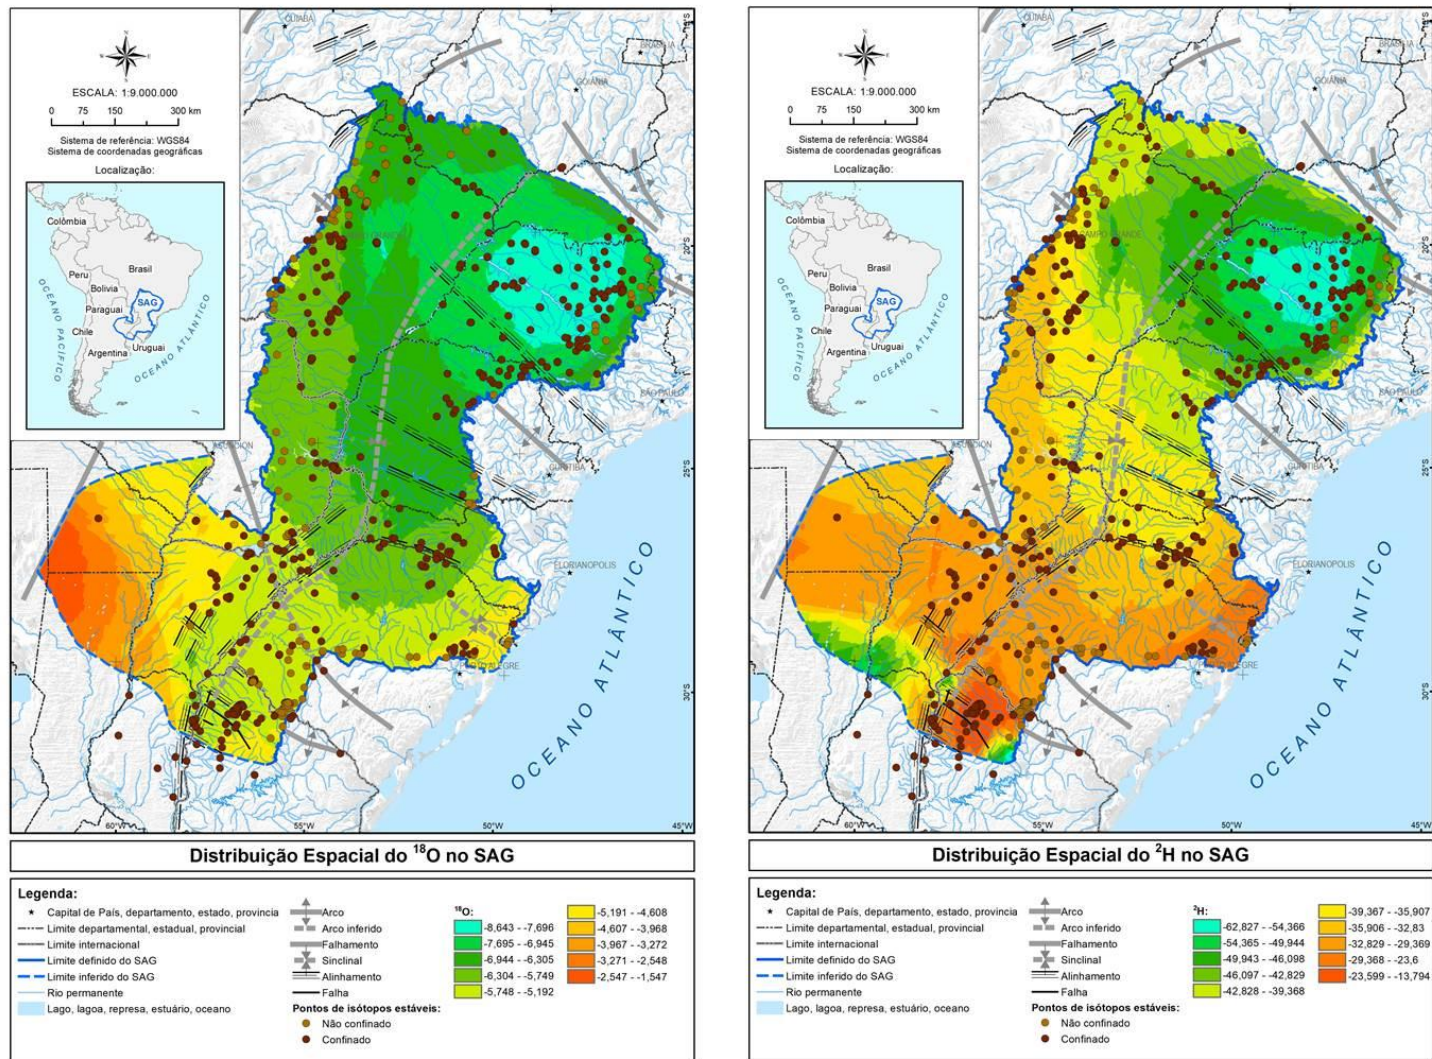 CUIABÁ
15°S
BRASÍLIA
GOIÂNIA
N
W
E
S
ESCALA: 1:9.000.000
0 75 150 300 km
Sistema de referência: WGS84
Sistema de coordenadas geográficas
Localização:
Colômbia
Peru
Brasil
Bolívia
SAG
Paraguai
Chile
Uruguai
Argentina
OCEANO PACÍFICO
OCEANO ATLÂNTICO
20°S
SÃO PAULO
ASUNCION
CURITIBA
25°S
FLORIANOPOLIS
PORTO ALEGRE
30°S
OCEANO ATLÂNTICO
60°W
55°W
50°W
45°W
Distribuição Espacial do ¹⁸O no SAG
Legenda:
Capital de País, departamento, estado, provincia
Limite departamental, estadual, provincial
Limite internacional
Limite definido do SAG
Limite inferido do SAG
Rio permanente
Lago, lagoa, represa, estuário, oceano
Arco
Arco inferido
Falhamento
Sinclinal
Alinhamento
Falha
Pontos de isótopos estáveis:
Não confinado
Confinado
¹⁸O:
-8,643 - -7,696
-7,695 - -6,945
-6,944 - -6,305
-6,304 - -5,749
-5,748 - -5,192
-5,191 - -4,608
-4,607 - -3,968
-3,967 - -3,272
-3,271 - -2,548
-2,547 - -1,547
CUIABÁ
15°S
BRASÍLIA
GOIÂNIA
N
W
E
S
ESCALA: 1:9.000.000
0 75 150 300 km
Sistema de referência: WGS84
Sistema de coordenadas geográficas
Localização:
Colômbia
Peru
Brasil
Bolívia
SAG
Paraguai
Chile
Uruguai
Argentina
OCEANO PACÍFICO
OCEANO ATLÂNTICO
CAMPO GRANDE
20°S
SÃO PAULO
ASUNCION
CURITIBA
25°S
FLORIANOPOLIS
PORTO ALEGRE
30°S
OCEANO ATLÂNTICO
60°W
55°W
50°W
45°W
Distribuição Espacial do ²H no SAG
Legenda:
Capital de País, departamento, estado, provincia
Limite departamental, estadual, provincial
Limite internacional
Limite definido do SAG
Limite inferido do SAG
Rio permanente
Lago, lagoa, represa, estuário, oceano
Arco
Arco inferido
Falhamento
Sinclinal
Alinhamento
Falha
Pontos de isótopos estáveis:
Não confinado
Confinado
²H:
-62,827 - -54,366
-54,365 - -49,944
-49,943 - -46,098
-46,097 - -42,829
-42,828 - -39,368
-39,367 - -35,907
-35,906 - -32,83
-32,829 - -29,369
-29,368 - -23,6
-23,599 - -13,794